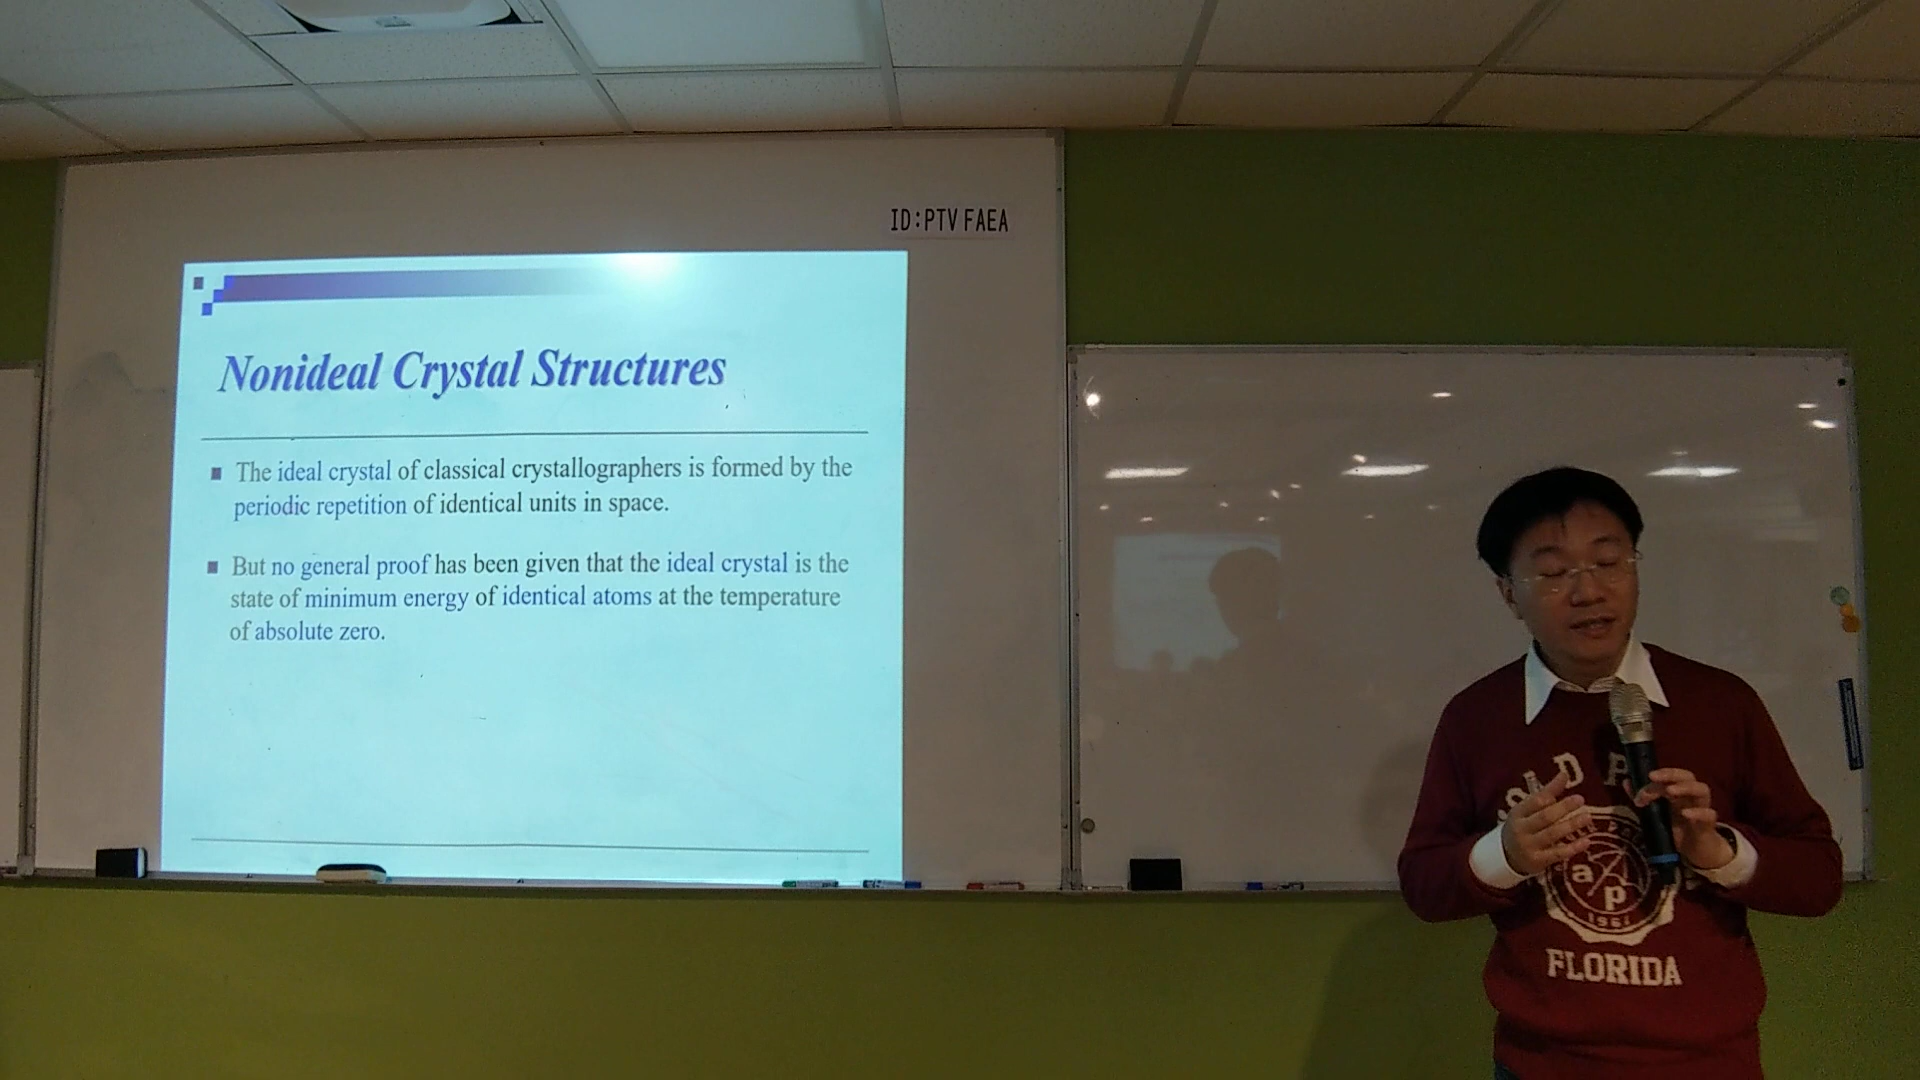 ID:PTVFAEA
Nonideal Crystal Structures
The ideal crystal of classical crystallographers is formed by the
periodic repetition of identical units in space.
But no general proof has been given that the ideal crystal is the
state of minimum energy of identical atoms at the temperature
of absolute zero.
a
p
FLORIDA